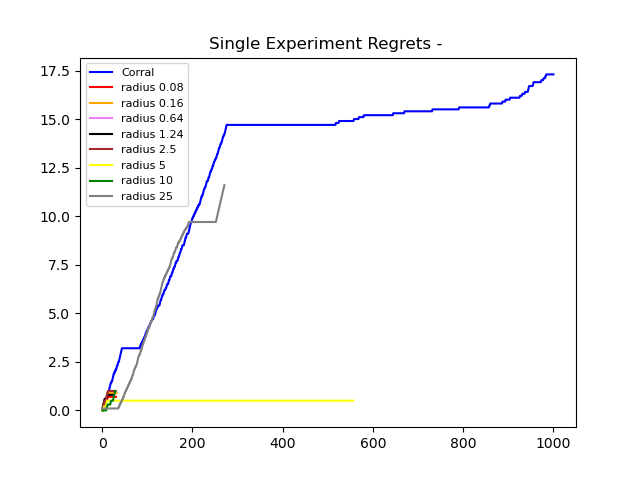 Single Experiment Regrets -
17.5
15.0
12.5
10.0
7.5
5.0
2.5
0.0
Corral
radius 0.08
radius 0.16
radius 0.64
radius 1.24
radius 2.5
radius 5
radius 10
radius 25
0 200 400 600 800 1000